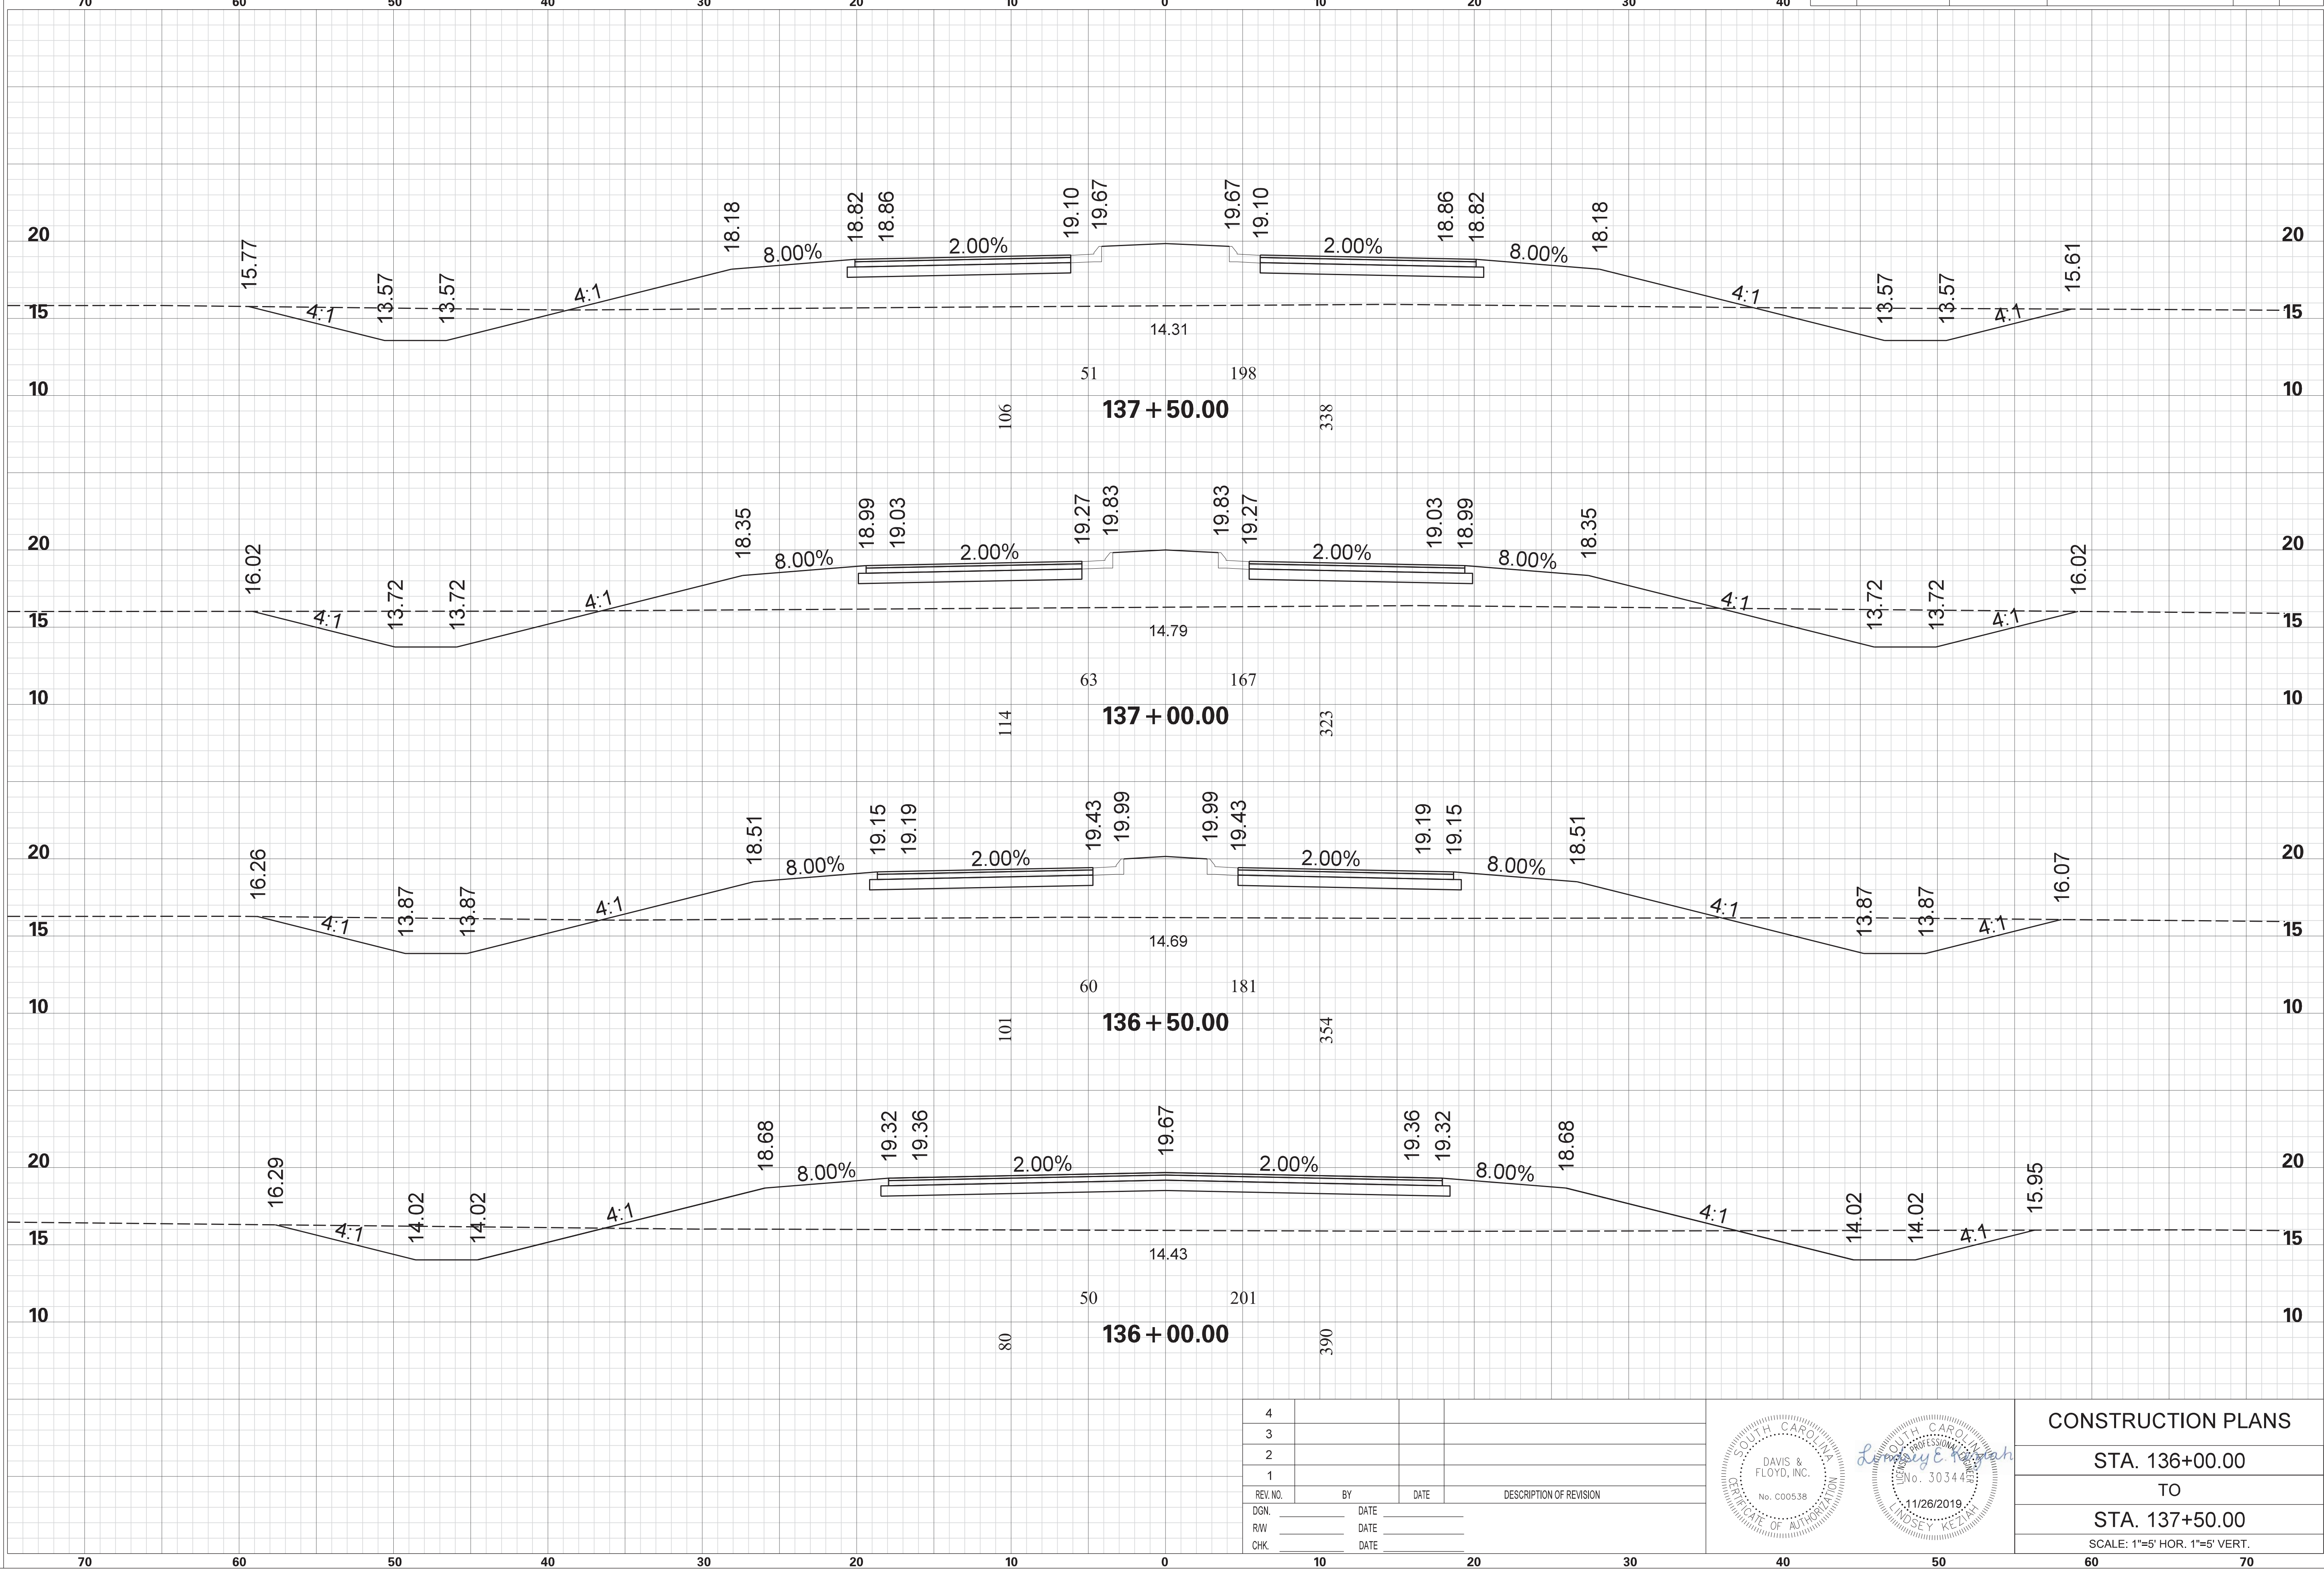 70 60 50 40 30 20 10 0 10 20 30 40
15.77 13.57 13.57 18.18 18.82 18.86 19.10 19.67 19.67 19.10 18.86 18.82 18.18 13.57 13.57 15.61
20 8.00% 2.00% 2.00% 8.00% 20
15 4:1 4:1 4:1 4:1 15
14.31
10 51 198 10
106 137+50.00 338
16.02 13.72 13.72 18.35 18.99 19.03 19.27 19.83 19.83 19.27 19.03 18.99 18.35 13.72 13.72 16.02
20 8.00% 2.00% 2.00% 8.00% 20
15 4:1 4:1 4:1 4:1 15
14.79
63 167
10 10
114 137+00.00 323
16.26 13.87 13.87 18.51 19.15 19.19 19.43 19.99 19.99 19.43 19.19 19.15 18.51 13.87 13.87 16.07
20 8.00% 2.00% 2.00% 8.00% 20
15 4:1 4:1 4:1 4:1 15
14.69
60 181
10 10
101 136+50.00 354
16.29 14.02 14.02 18.68 19.32 19.36 19.67 19.36 19.32 18.68 14.02 14.02 15.95
20 8.00% 2.00% 2.00% 8.00% 20
15 4:1 4:1 4:1 4:1 15
14.43
50 201
10 10
80 136+00.00 390
4
3
2
1
REV. NO. BY DATE DESCRIPTION OF REVISION
DGN. DATE
R/W DATE
CHK. DATE
SOUTH CAROLINA
DAVIS &
FLOYD, INC.
No. C00538
CERTIFICATE OF AUTHORIZATION
SOUTH CAROLINA
LICENSED PROFESSIONAL ENGINEER
Lindsey E. Keziah
No. 30344
11/26/2019
LINDSEY KEZIAH
CONSTRUCTION PLANS
STA. 136+00.00
TO
STA. 137+50.00
SCALE: 1"=5' HOR. 1"=5' VERT.
70 60 50 40 30 20 10 0 10 20 30 40 50 60 70